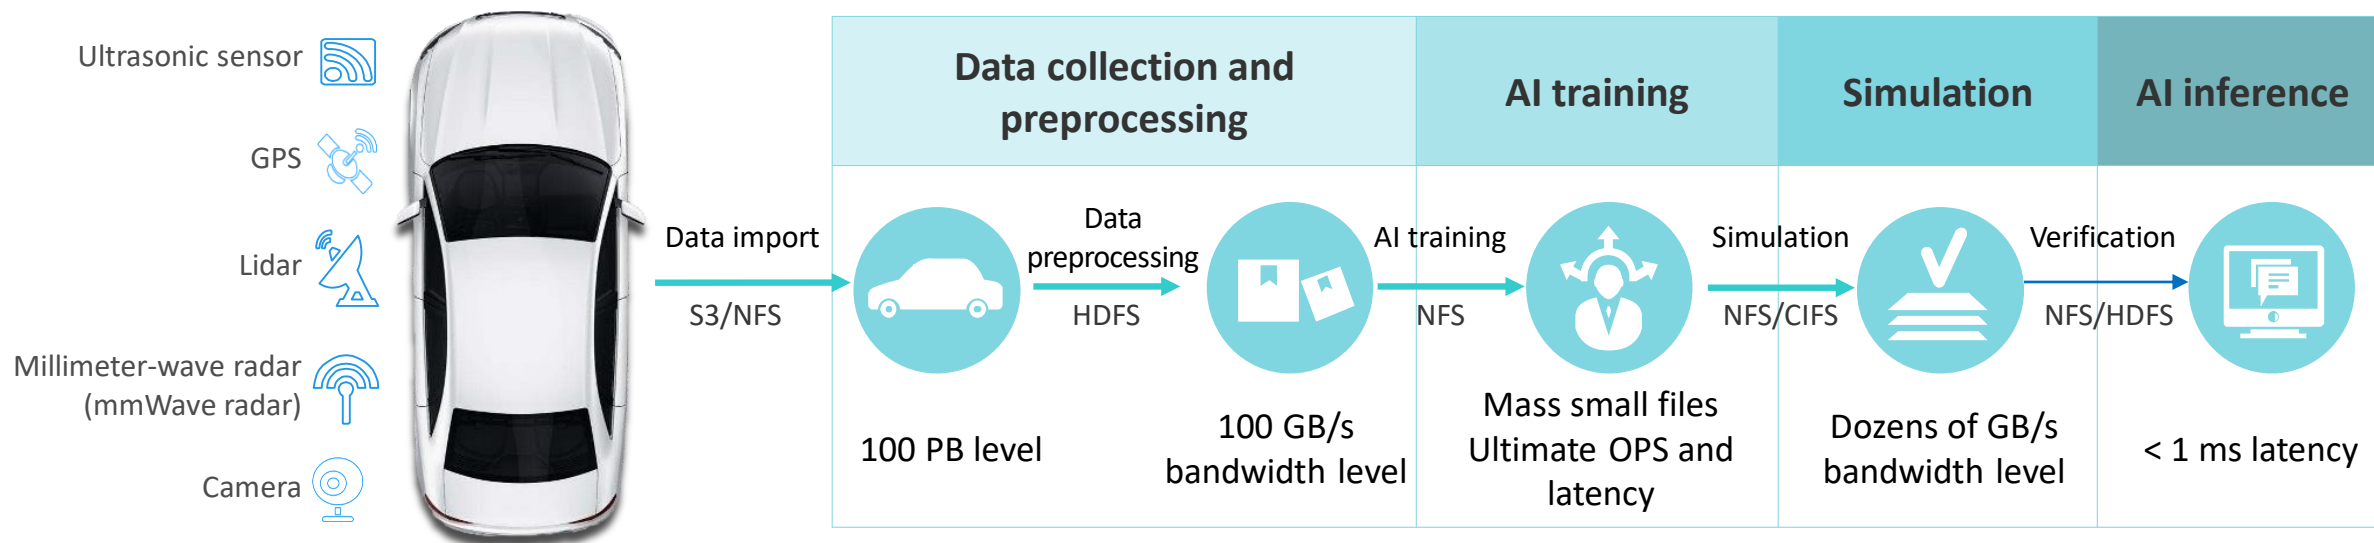 Ultrasonic sensor
GPS
Lidar
Millimeter-wave radar
(mmWave radar)
Camera
Data import
S3/NFS
Data collection and
preprocessing
AI training
Simulation
AI inference
Data
preprocessing
HDFS
AI training
NFS
Simulation
NFS/CIFS
Verification
NFS/HDFS
100 PB level
100 GB/s
bandwidth level
Mass small files
Ultimate OPS and
latency
Dozens of GB/s
bandwidth level
< 1 ms latency